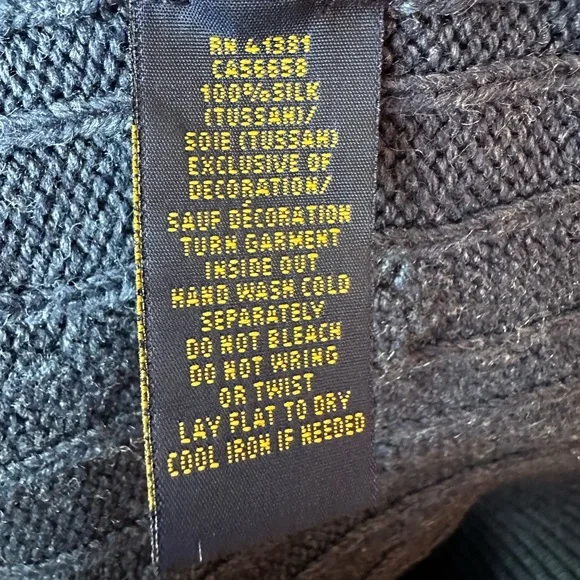 RN 41381
CA56658
100%SILK
(TUSSAH)/
SOIE (TUSSAH)
EXCLUSIVE OF
DECORATION/
SAUF DÉCORATION
TURN GARMENT
INSIDE OUT
HAND WASH COLD
SEPARATELY
DO NOT BLEACH
DO NOT WRING
OR TWIST
LAY FLAT TO DRY
COOL IRON IF NEEDED